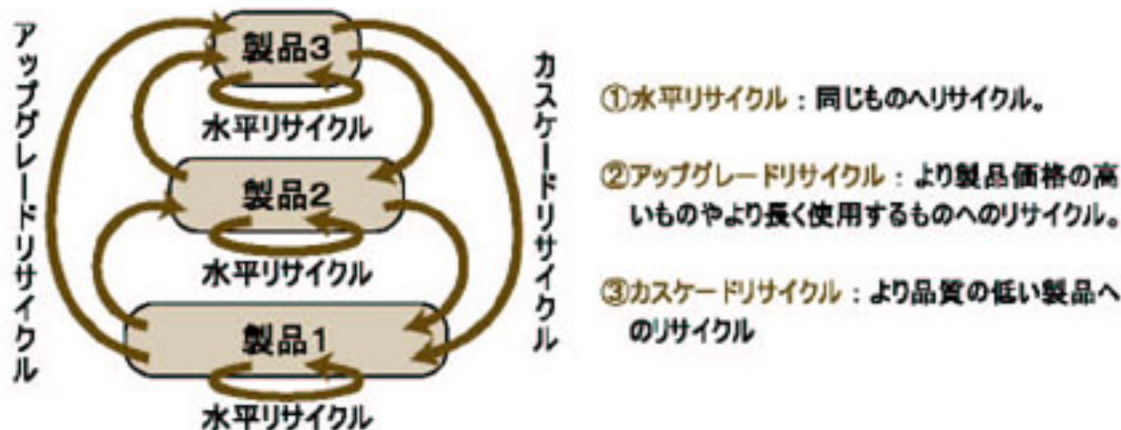 アップグレードリサイクル
製品3
水平リサイクル
製品2
水平リサイクル
製品1
水平リサイクル
カスケードリサイクル
①水平リサイクル：同じものへリサイクル。
②アップグレードリサイクル：より製品価格の高
いものやより長く使用するものへのリサイクル。
③カスケードリサイクル：より品質の低い製品へ
のリサイクル